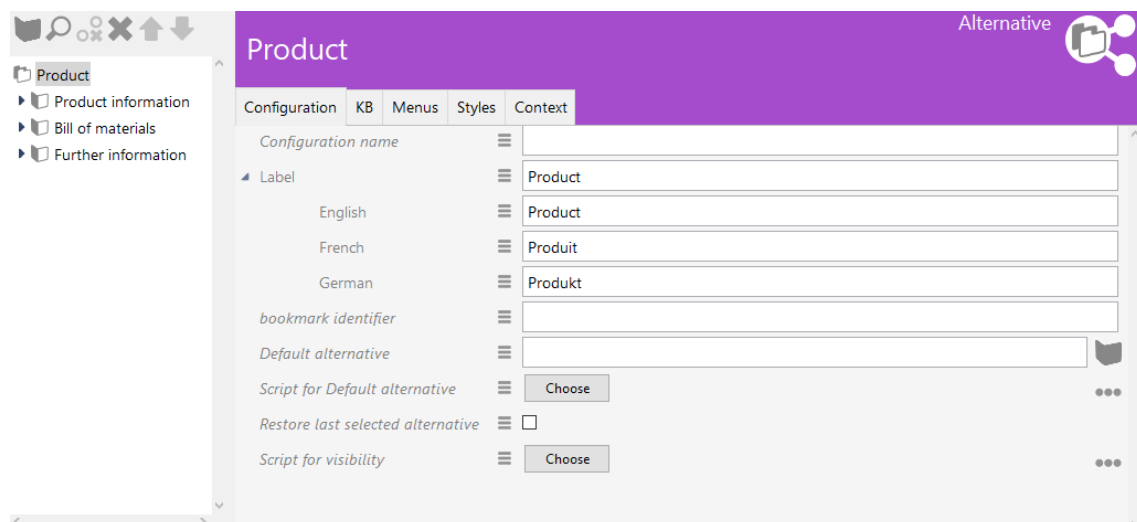 Product
Product information
Bill of materials
Further information
Alternative
Product
Configuration KB Menus Styles Context
Configuration name
Label Product
English Product
French Produit
German Produkt
bookmark identifier
Default alternative
Script for Default alternative Choose
Restore last selected alternative
Script for visibility Choose